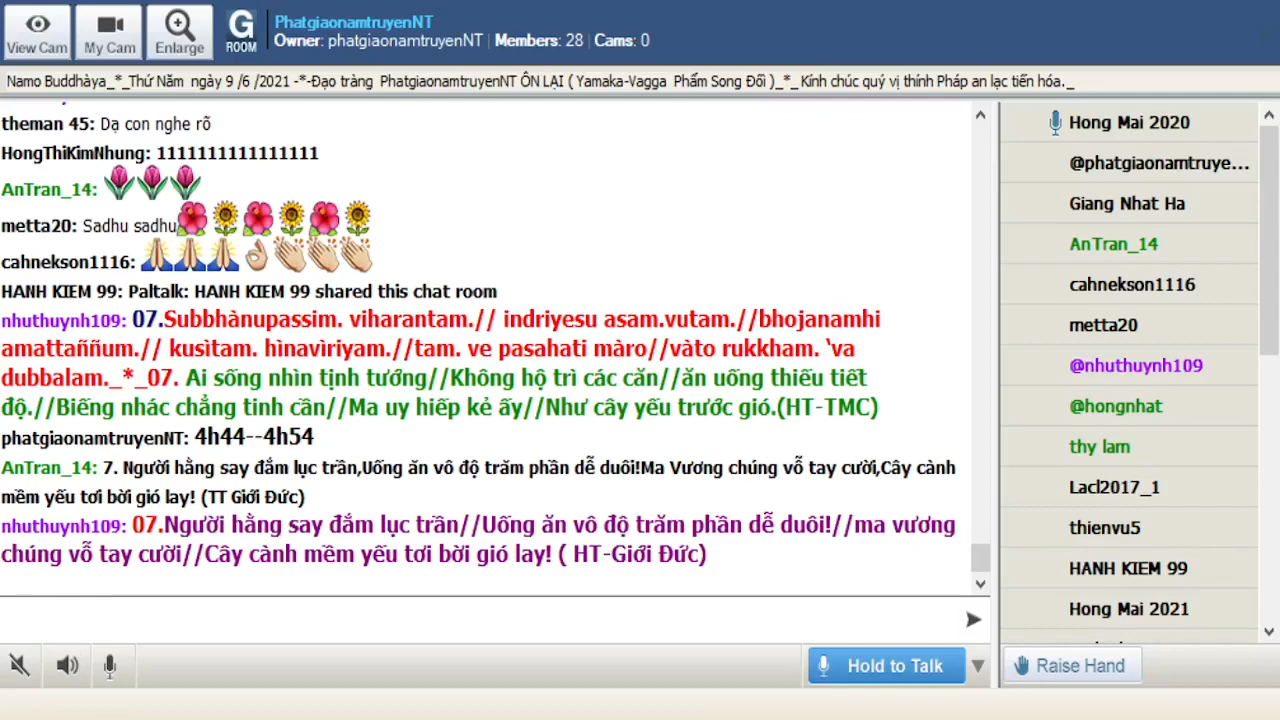 View Cam
My Cam
Enlarge
G
ROOM
PhatgiaonamtruyenNT
Owner: phatgiaonamtruyenNT | Members: 28 | Cams: 0
Namo Buddhàya_*_Thứ Năm ngày 9 /6 /2021 -*-Đạo tràng PhatgiaonamtruyenNT ÔN LẠI ( Yamaka-Vagga Phẩm Song Đối )_*_ Kính chúc quý vị thính Pháp an lạc tiến hóa._
theman 45: Dạ con nghe rõ
HongThiKimNhung: 1111111111111111
AnTran_14:
metta20: Sadhu sadhu
cahnekson1116:
HANH KIEM 99: Paltalk: HANH KIEM 99 shared this chat room
nhuthuynh109: 07.Subbhànupassim. viharantam.// indriyesu asam.vutam.//bhojanamhi
amattaññum.// kusìtam. hìnavìriyam.//tam. ve pasahati màro//vàto rukkham. ‛va
dubbalam._*_07. Ai sống nhìn tịnh tướng//Không hộ trì các căn//ăn uống thiếu tiết
độ.//Biếng nhác chẳng tinh cần//Ma uy hiếp kẻ ấy//Như cây yếu trước gió.(HT-TMC)
phatgiaonamtruyenNT: 4h44--4h54
AnTran_14: 7. Người hằng say đắm lục trần,Uống ăn vô độ trăm phần dễ duôi!Ma Vương chúng vỗ tay cười,Cây cành
mềm yếu tơi bời gió lay! (TT Giới Đức)
nhuthuynh109: 07.Người hằng say đắm lục trần//Uống ăn vô độ trăm phần dễ duôi!//ma vương
chúng vỗ tay cười//Cây cành mềm yếu tơi bời gió lay! ( HT-Giới Đức)
Hold to Talk
Hong Mai 2020
@phatgiaonamtruye...
Giang Nhat Ha
AnTran_14
cahnekson1116
metta20
@nhuthuynh109
@hongnhat
thy lam
Lacl2017_1
thienvu5
HANH KIEM 99
Hong Mai 2021
Raise Hand